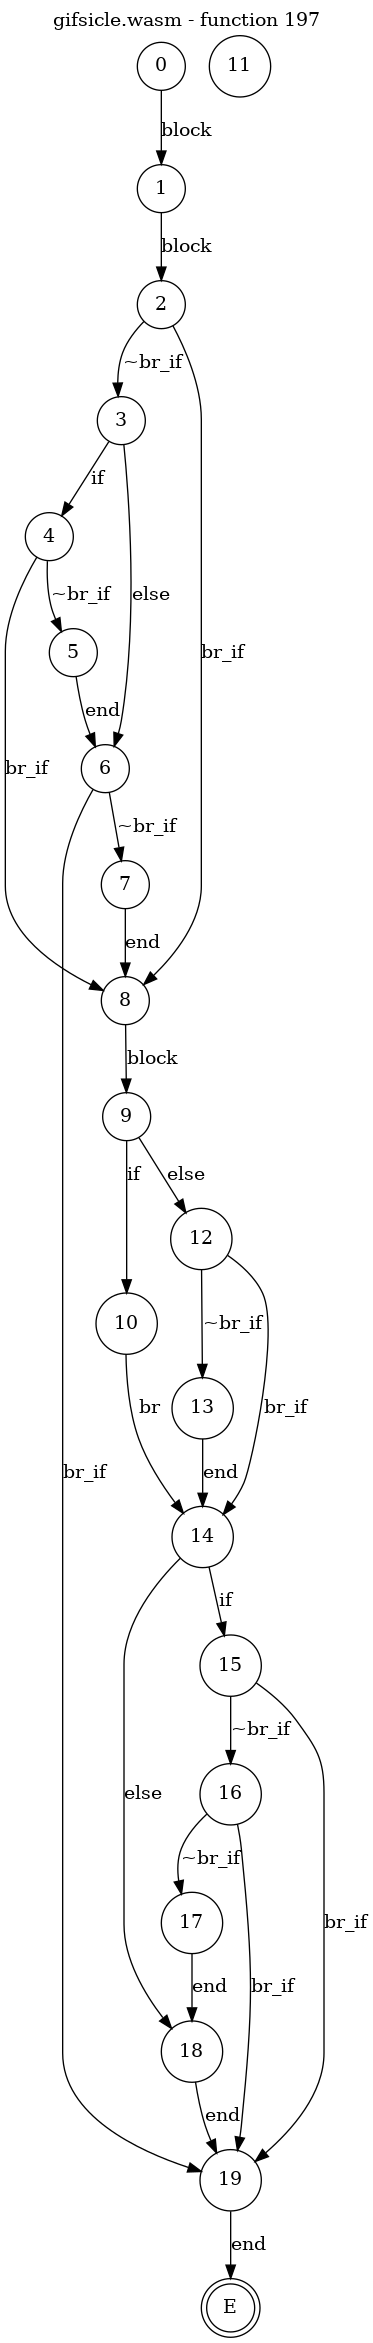 gifsicle.wasm - function 197
0
11
block
1
block
2
~br_if
3
if
4
~br_if
else
5
br_if
end
6
br_if
~br_if
7
end
8
block
9
if
else
12
10
~br_if
br
13
br_if
br_if
end
14
if
15
~br_if
else
16
~br_if
17
br_if
end
br_if
18
end
19
end
E